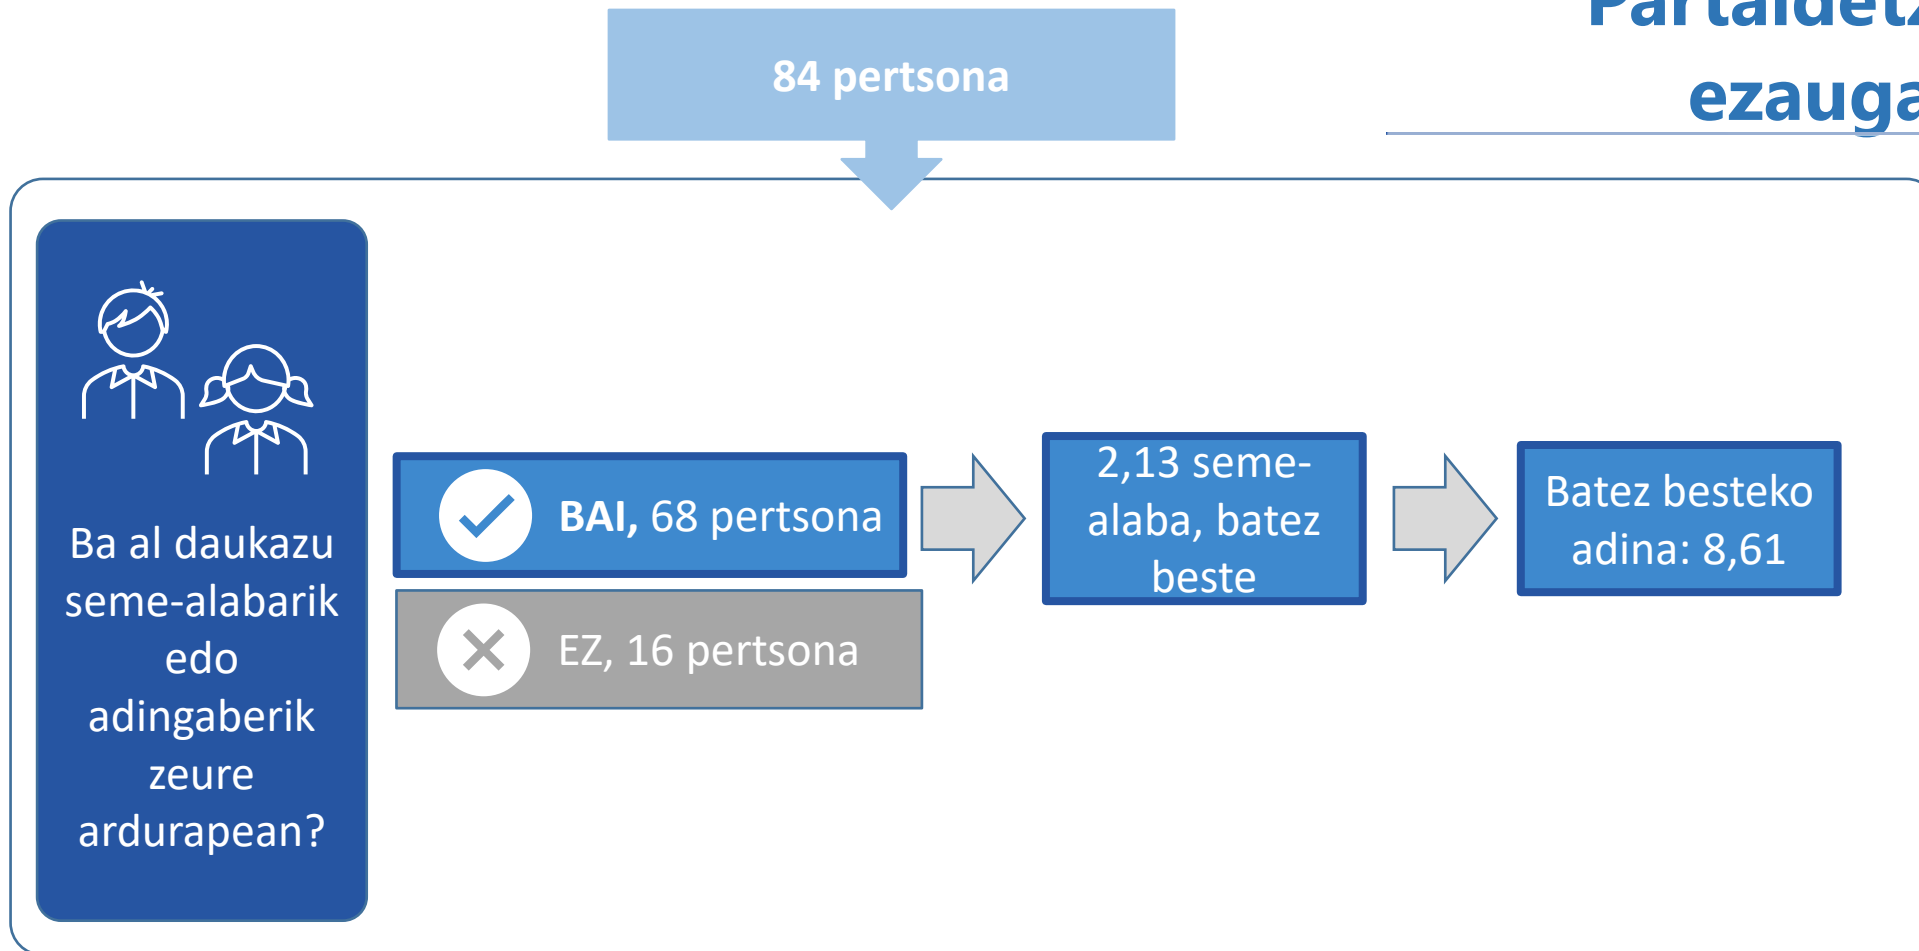 84 pertsona
ezauga
Ba al daukazu
seme-alabarik
edo
adingaberik
zeure
ardurapean?
BAI, 68 pertsona
EZ, 16 pertsona
2,13 seme-
alaba, batez
beste
Batez besteko
adina: 8,61